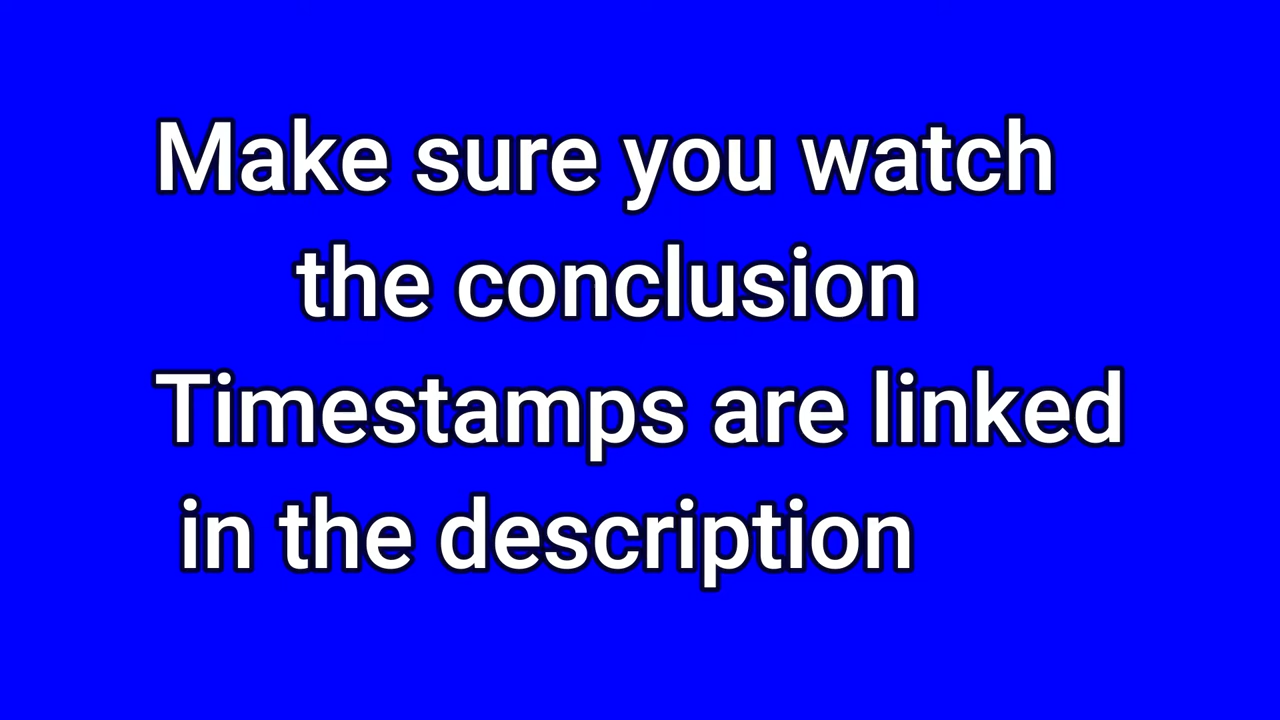 Make sure you watch
the conclusion
Timestamps are linked
in the description